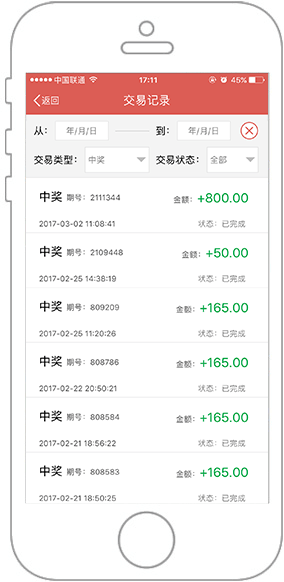 中国联通 17:11 45%
返回 交易记录
从: 年/月/日 到: 年/月/日
交易类型: 中奖 交易状态: 全部
中奖 期号: 2111344 金额: +800.00
2017-03-02 11:08:41 状态: 已完成
中奖 期号: 2109448 金额: +50.00
2017-02-25 14:38:19 状态: 已完成
中奖 期号: 809209 金额: +165.00
2017-02-25 11:20:26 状态: 已完成
中奖 期号: 808786 金额: +165.00
2017-02-22 20:50:21 状态: 已完成
中奖 期号: 808584 金额: +165.00
2017-02-21 18:56:22 状态: 已完成
中奖 期号: 808583 金额: +165.00
2017-02-21 18:50:25 状态: 已完成